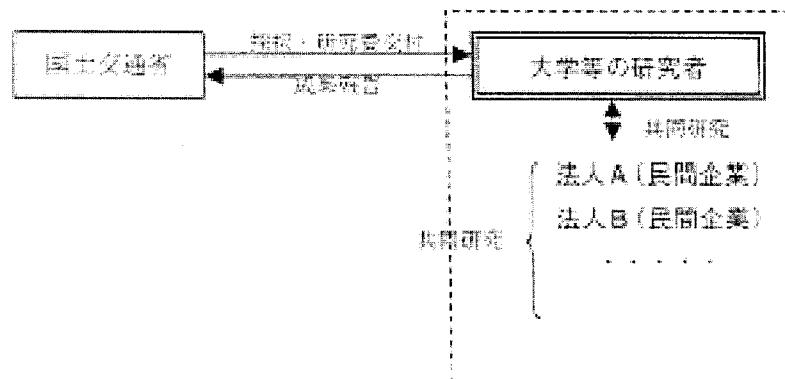 採択・研究費交付
国土交通省
大学等の研究者
成果報告
共同研究
法人A（民間企業）
法人B（民間企業）
共同研究
・・・・・